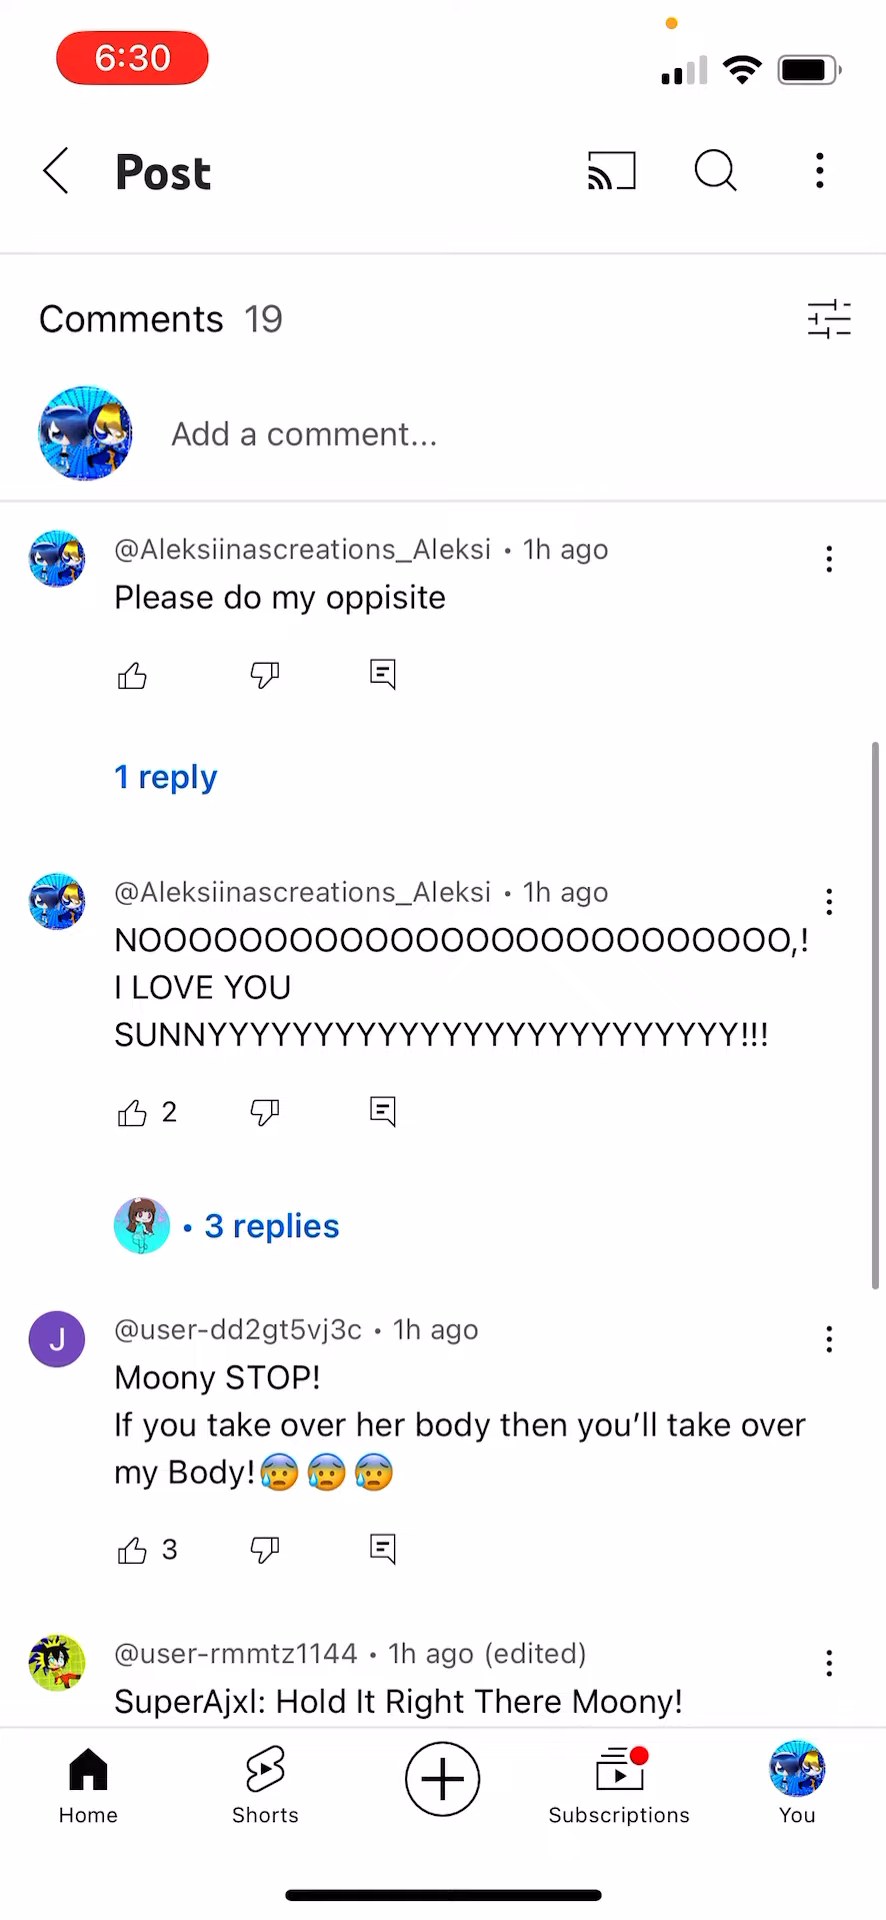 6:30
Post
Comments 19
Add a comment...
@Aleksiinascreations_Aleksi • 1h ago
Please do my oppisite
1 reply
@Aleksiinascreations_Aleksi • 1h ago
NOOOOOOOOOOOOOOOOOOOOOOOOOO,!
I LOVE YOU
SUNNYYYYYYYYYYYYYYYYYYYYYYYYY!!!
2
• 3 replies
J
@user-dd2gt5vj3c • 1h ago
Moony STOP!
If you take over her body then you’ll take over
my Body!😰😰😰
3
@user-rmmtz1144 • 1h ago (edited)
SuperAjxl: Hold It Right There Moony!
Home
Shorts
Subscriptions
You